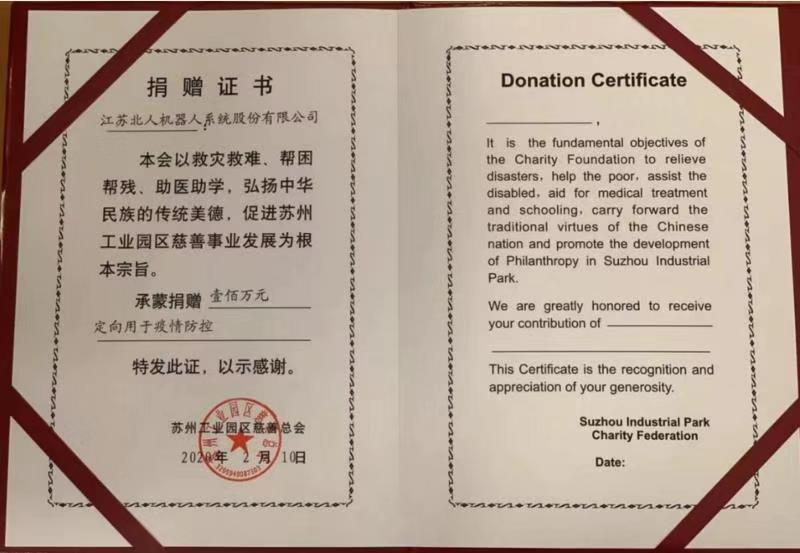 捐赠证书
江苏北人机器人系统股份有限公司
：
本会以救灾救难、帮困
帮残、助医助学，弘扬中华
民族的传统美德，促进苏州
工业园区慈善事业发展为根
本宗旨。
承蒙捐赠 壹佰万元
定向用于疫情防控
特发此证，以示感谢。
苏州工业园区慈善总会
2020年 2 月 10日
Donation Certificate
,
It is the fundamental objectives of
the Charity Foundation to relieve
disasters, help the poor, assist the
disabled, aid for medical treatment
and schooling, carry forward the
traditional virtues of the Chinese
nation and promote the development
of Philanthropy in Suzhou Industrial
Park.
We are greatly honored to receive
your contribution of
This Certificate is the recognition and
appreciation of your generosity.
Suzhou Industrial Park
Charity Federation
Date: